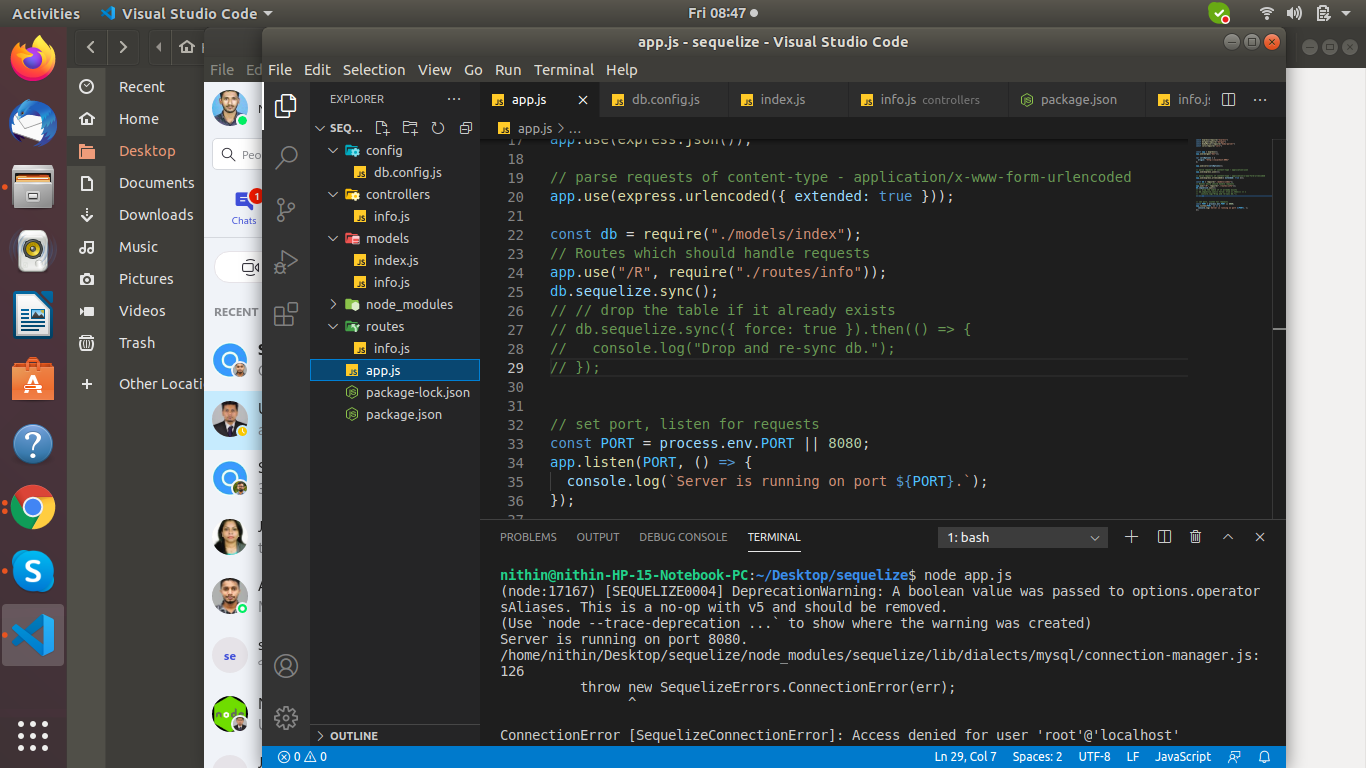 Activities
Visual Studio Code
Fri 08:47
app.js - sequelize - Visual Studio Code
File
File Edit Selection View Go Run Terminal Help
Recent
Home
Desktop
Documents
Downloads
Music
Pictures
Videos
Trash
Other Locati
1
Chats
RECENT
se
EXPLORER
SEQ...
config
db.config.js
controllers
info.js
models
index.js
info.js
node_modules
routes
info.js
app.js
package-lock.json
package.json
OUTLINE
app.js
db.config.js
index.js
info.js controllers
package.json
info.j
app.js > ...
17 app.use(express.json());
18
19 // parse requests of content-type - application/x-www-form-urlencoded
20 app.use(express.urlencoded({ extended: true }));
21
22 const db = require("./models/index");
23 // Routes which should handle requests
24 app.use("/R", require("./routes/info"));
25 db.sequelize.sync();
26 // // drop the table if it already exists
27 // db.sequelize.sync({ force: true }).then(() => {
28 //   console.log("Drop and re-sync db.");
29 // });
30
31
32 // set port, listen for requests
33 const PORT = process.env.PORT || 8080;
34 app.listen(PORT, () => {
35   console.log(`Server is running on port ${PORT}.`);
36 });
37
PROBLEMS OUTPUT DEBUG CONSOLE TERMINAL
1: bash
nithin@nithin-HP-15-Notebook-PC:~/Desktop/sequelize$ node app.js
(node:17167) [SEQUELIZE0004] DeprecationWarning: A boolean value was passed to options.operator
sAliases. This is a no-op with v5 and should be removed.
(Use `node --trace-deprecation ...` to show where the warning was created)
Server is running on port 8080.
/home/nithin/Desktop/sequelize/node_modules/sequelize/lib/dialects/mysql/connection-manager.js:
126
throw new SequelizeErrors.ConnectionError(err);
^
ConnectionError [SequelizeConnectionError]: Access denied for user 'root'@'localhost'
0 0
Ln 29, Col 7 Spaces: 2 UTF-8 LF JavaScript